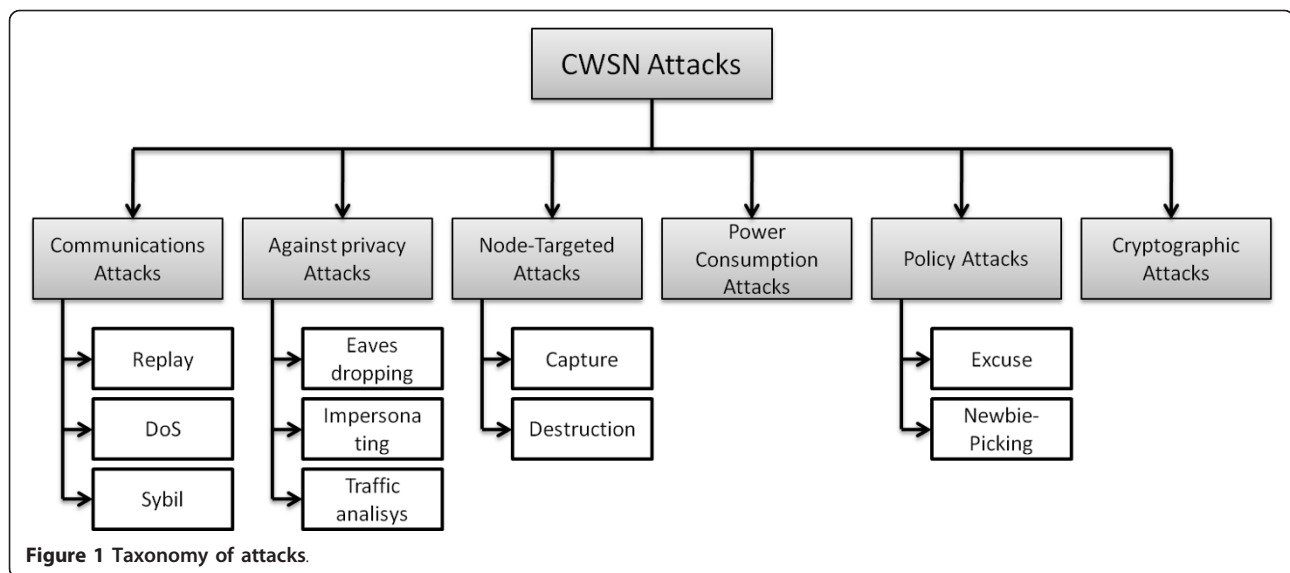 CWSN Attacks
Communications
Attacks
Against privacy
Attacks
Node-Targeted
Attacks
Power
Consumption
Attacks
Policy Attacks
Cryptographic
Attacks
Replay
DoS
Sybil
Eaves
dropping
Impersona
ting
Traffic
analisys
Capture
Destruction
Excuse
Newbie-
Picking
Figure 1 Taxonomy of attacks.